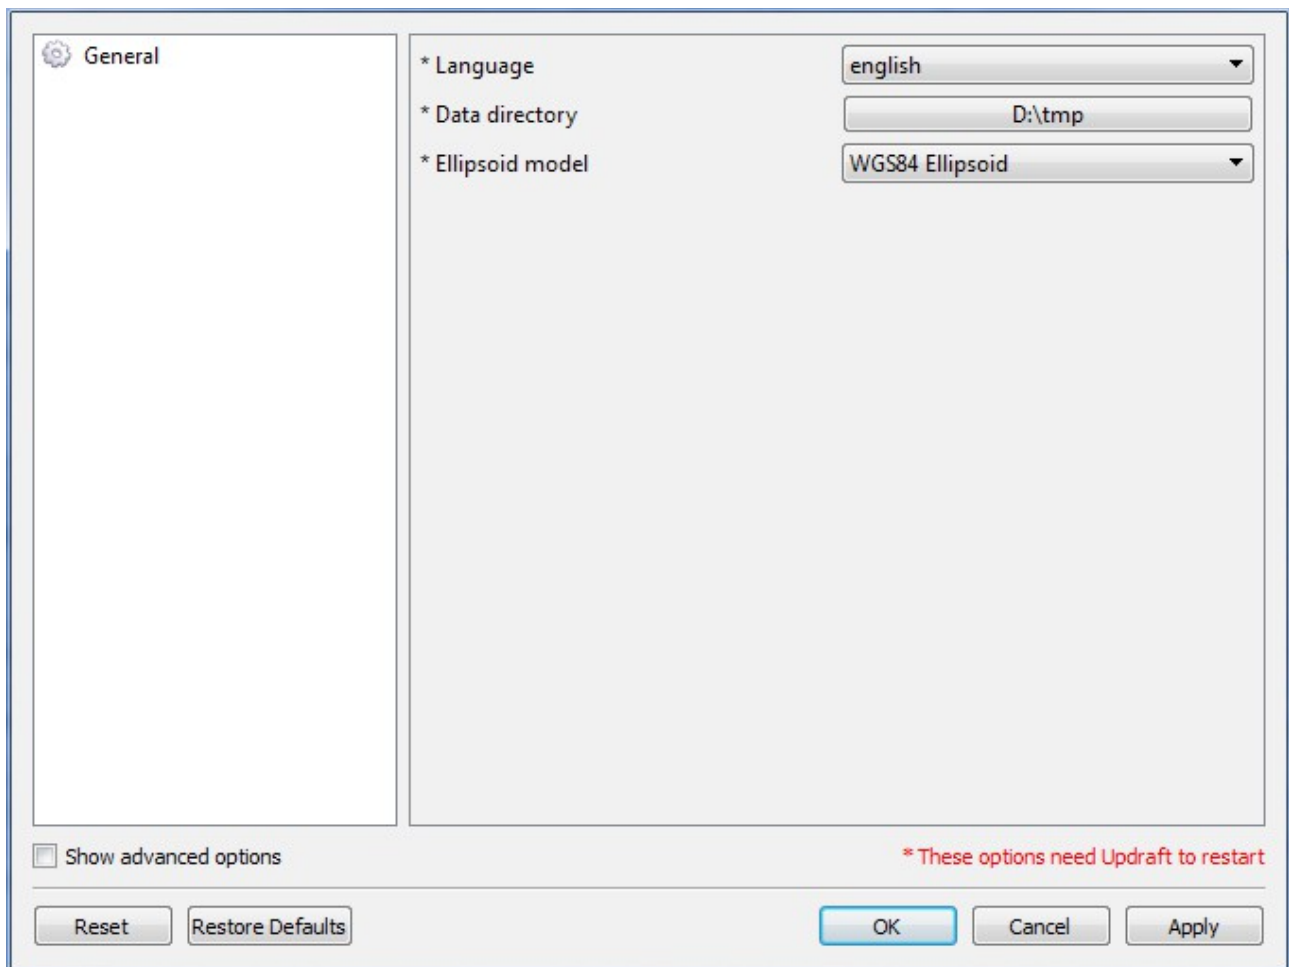 General
* Language
english
* Data directory
D:\tmp
* Ellipsoid model
WGS84 Ellipsoid
Show advanced options
* These options need Updraft to restart
Reset
Restore Defaults
OK
Cancel
Apply